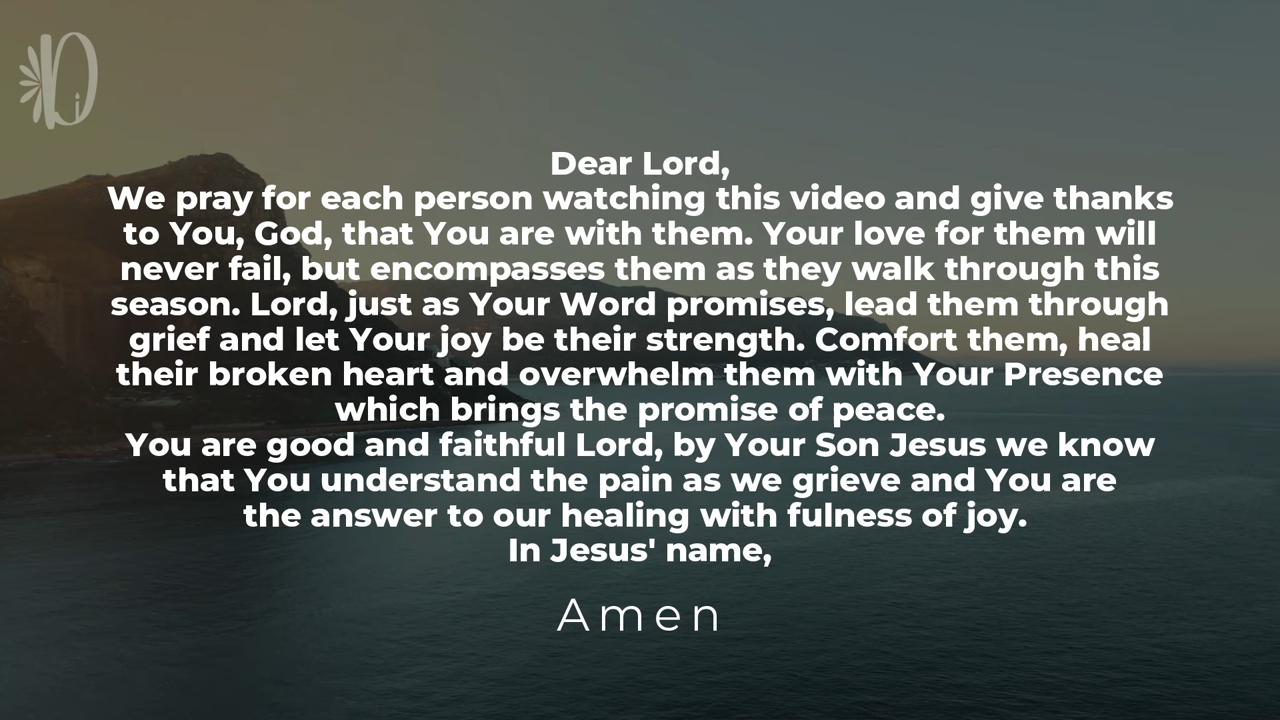 Dear Lord,
We pray for each person watching this video and give thanks
to You, God, that You are with them. Your love for them will
never fail, but encompasses them as they walk through this
season. Lord, just as Your Word promises, lead them through
grief and let Your joy be their strength. Comfort them, heal
their broken heart and overwhelm them with Your Presence
which brings the promise of peace.
You are good and faithful Lord, by Your Son Jesus we know
that You understand the pain as we grieve and You are
the answer to our healing with fulness of joy.
In Jesus' name,
Amen